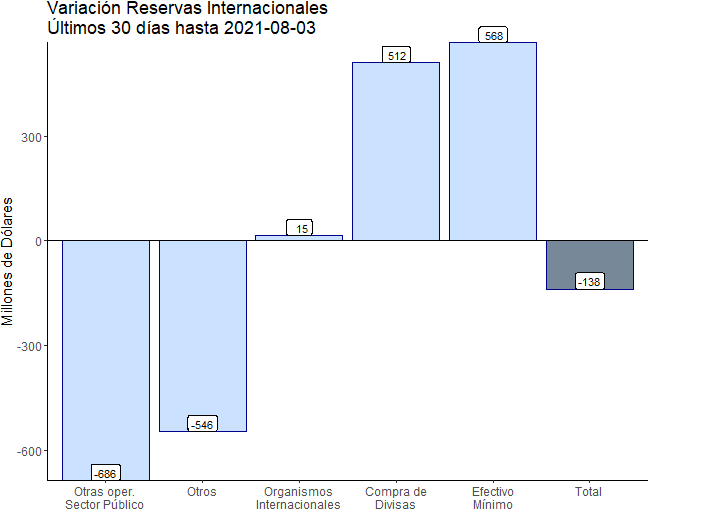 Variación Reservas Internacionales
Últimos 30 días hasta 2021-08-03
Millones de Dólares
300
0
-300
-600
-686
-546
15
512
568
-138
Otras oper.
Sector Público
Otros
Organismos
Internacionales
Compra de
Divisas
Efectivo
Mínimo
Total